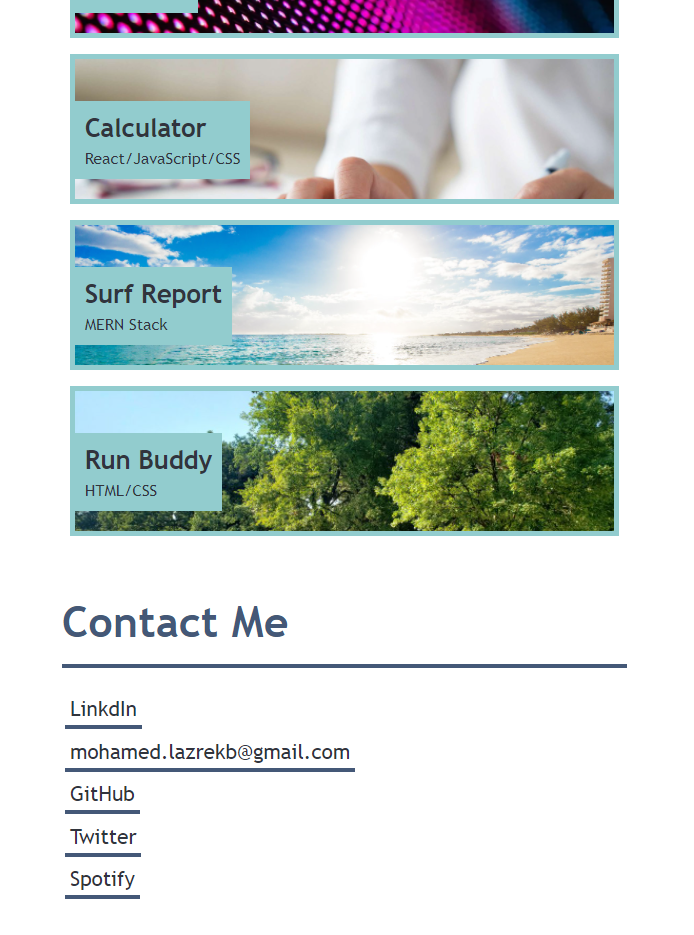 Calculator
React/JavaScript/CSS
Surf Report
MERN Stack
Run Buddy
HTML/CSS
Contact Me
LinkdIn
mohamed.lazrekb@gmail.com
GitHub
Twitter
Spotify